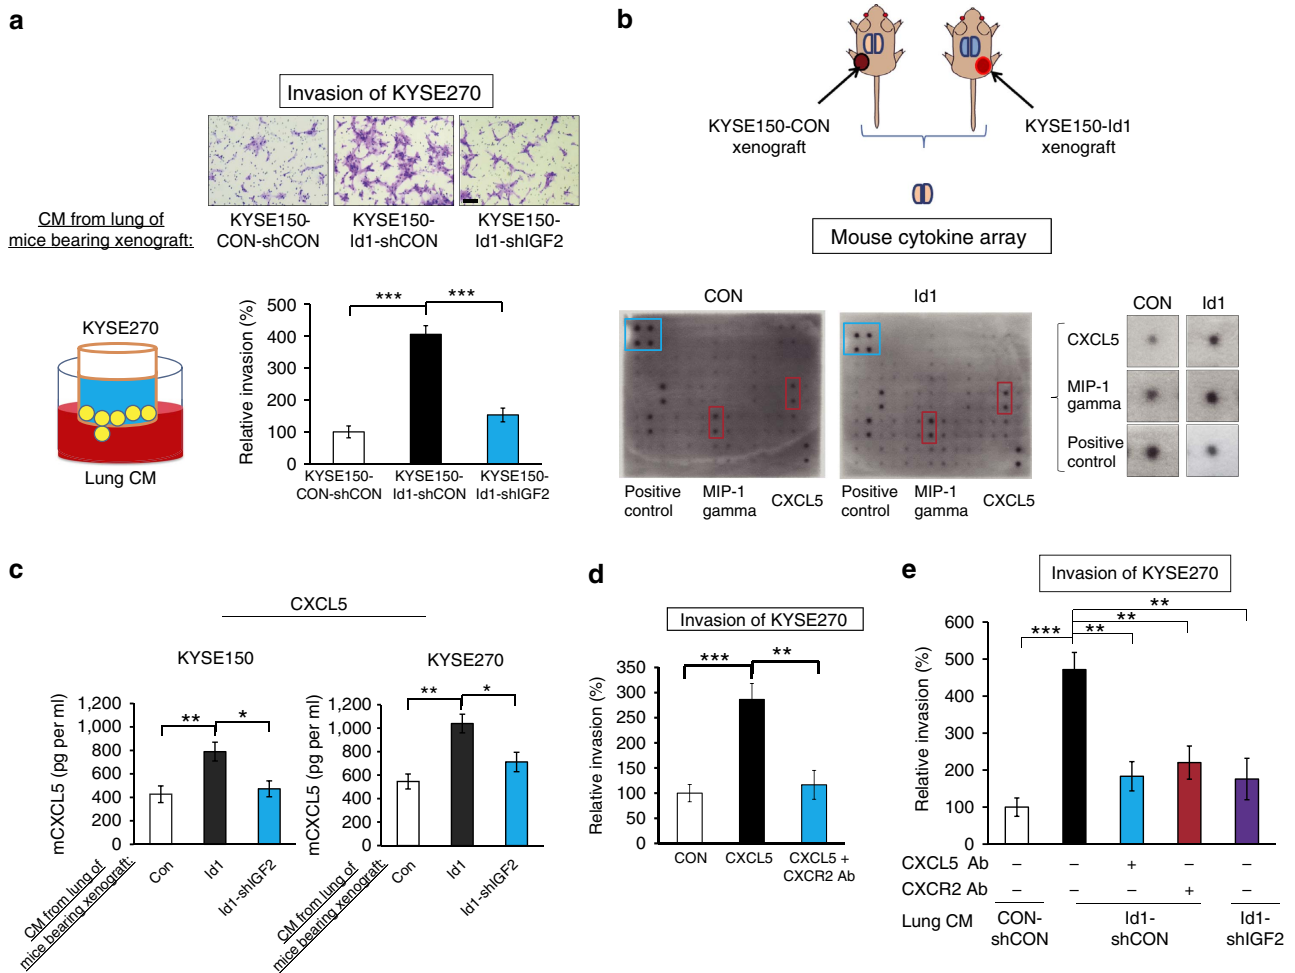 a
Invasion of KYSE270
CM from lung of
mice bearing xenograft:
KYSE150-
CON-shCON
KYSE150-
Id1-shCON
KYSE150-
Id1-shIGF2
KYSE270
Lung CM
Relative invasion (%)
500
400
300
200
100
0
***
***
KYSE150-
CON-shCON
KYSE150-
Id1-shCON
KYSE150-
Id1-shIGF2
b
KYSE150-CON
xenograft
KYSE150-Id1
xenograft
Mouse cytokine array
CON
Id1
Positive
control
MIP-1
gamma
CXCL5
Positive
control
MIP-1
gamma
CXCL5
CON
Id1
CXCL5
MIP-1
gamma
Positive
control
c
CXCL5
KYSE150
mCXCL5 (pg per ml)
1,200
1,000
800
600
400
200
0
**
*
CM from lung of
mice bearing xenograft:
Con
Id1
Id1-shIGF2
KYSE270
mCXCL5 (pg per ml)
1,200
1,000
800
600
400
200
0
**
*
CM from lung of
mice bearing xenograft:
Con
Id1
Id1-shIGF2
d
Invasion of KYSE270
Relative invasion (%)
350
300
250
200
150
100
50
0
***
**
CON
CXCL5
CXCL5 +
CXCR2 Ab
e
Invasion of KYSE270
Relative invasion (%)
600
500
400
300
200
100
0
***
**
**
**
CXCL5 Ab – – + – –
CXCR2 Ab – – – + –
Lung CM
CON-
shCON
Id1-
shCON
Id1-
shIGF2